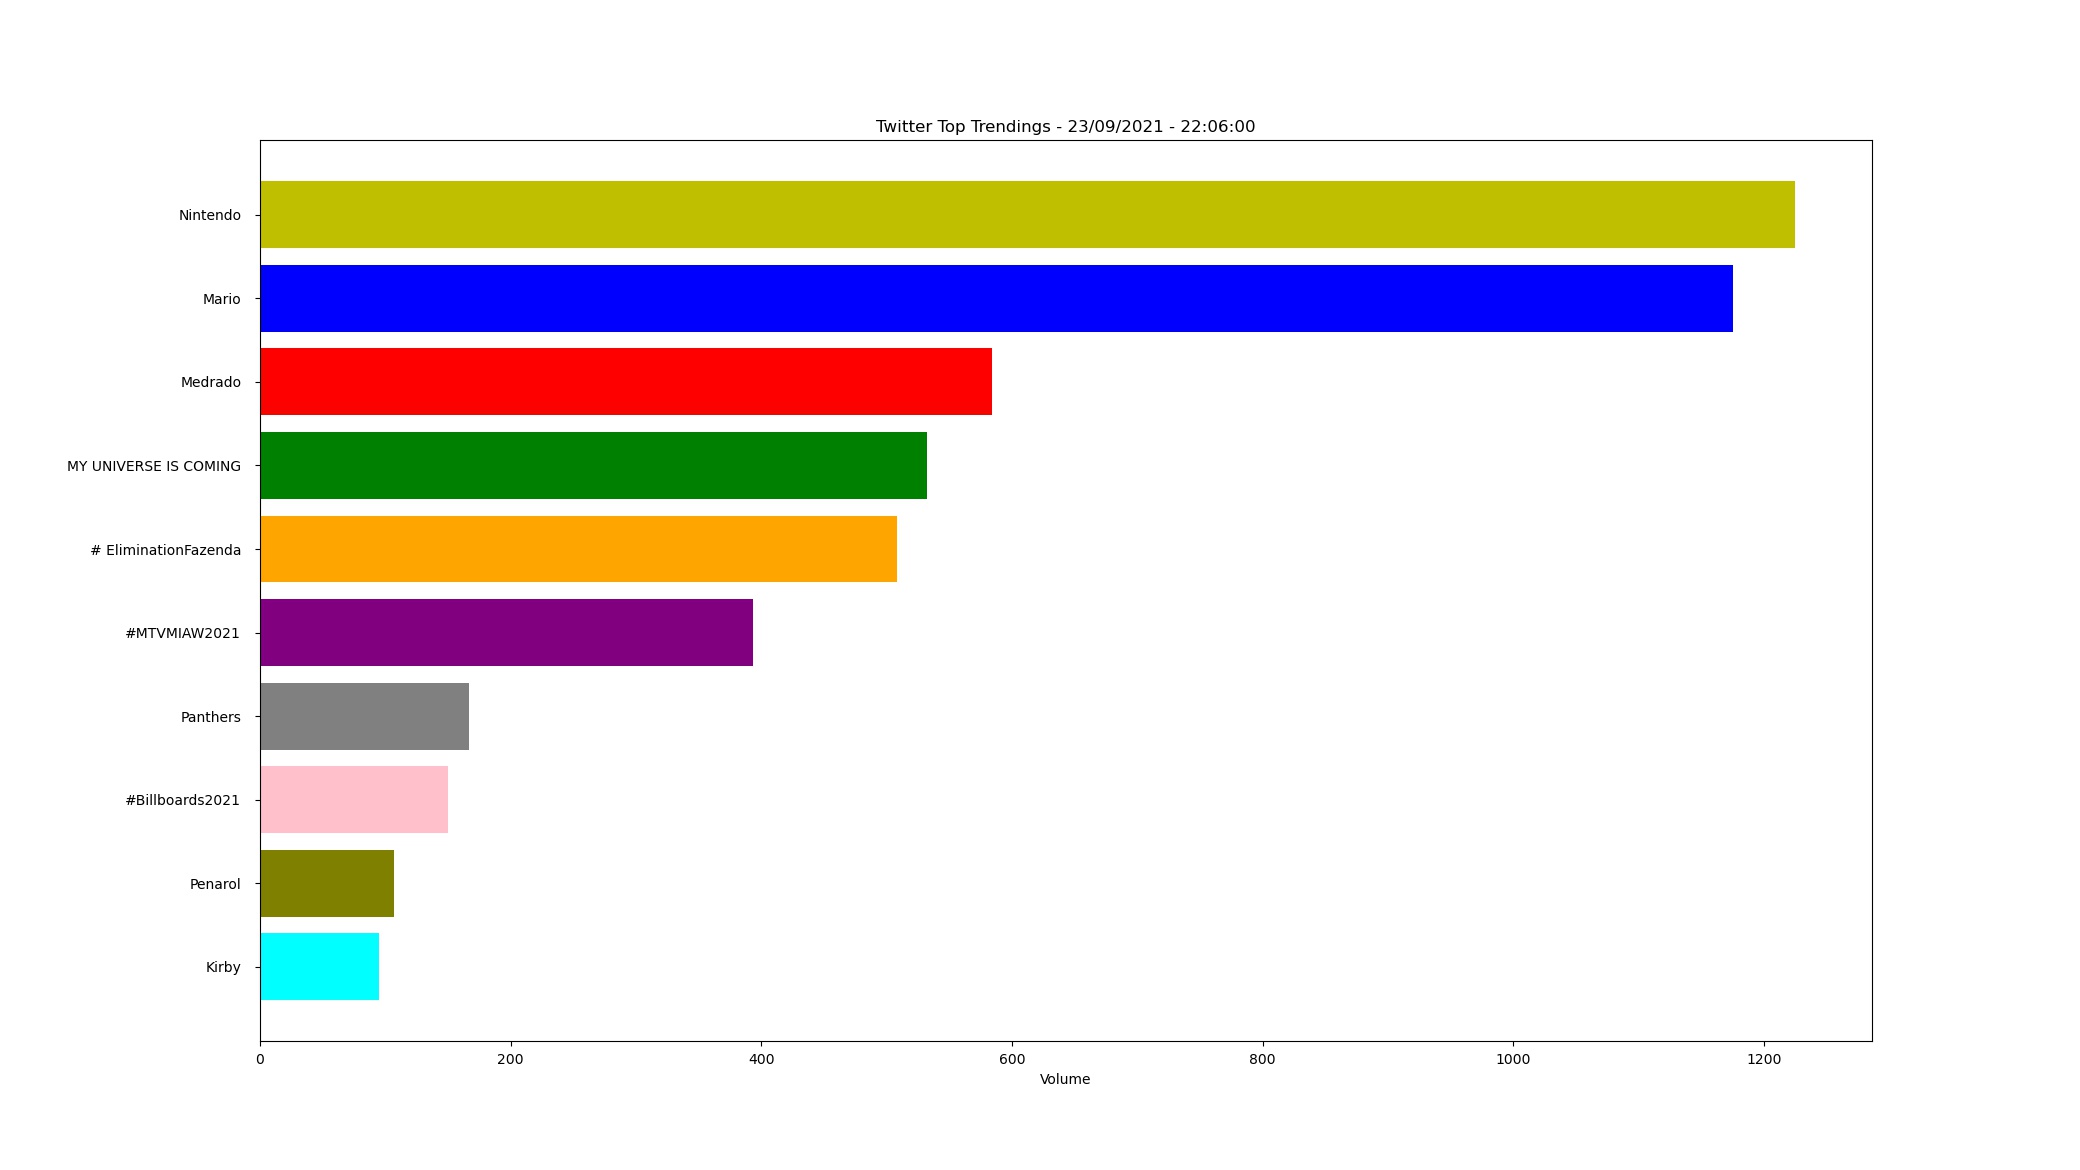 Twitter Top Trendings - 23/09/2021 - 22:06:00
Nintendo
Mario
Medrado
MY UNIVERSE IS COMING
# EliminationFazenda
#MTVMIAW2021
Panthers
#Billboards2021
Penarol
Kirby
0 200 400 600 800 1000 1200
Volume